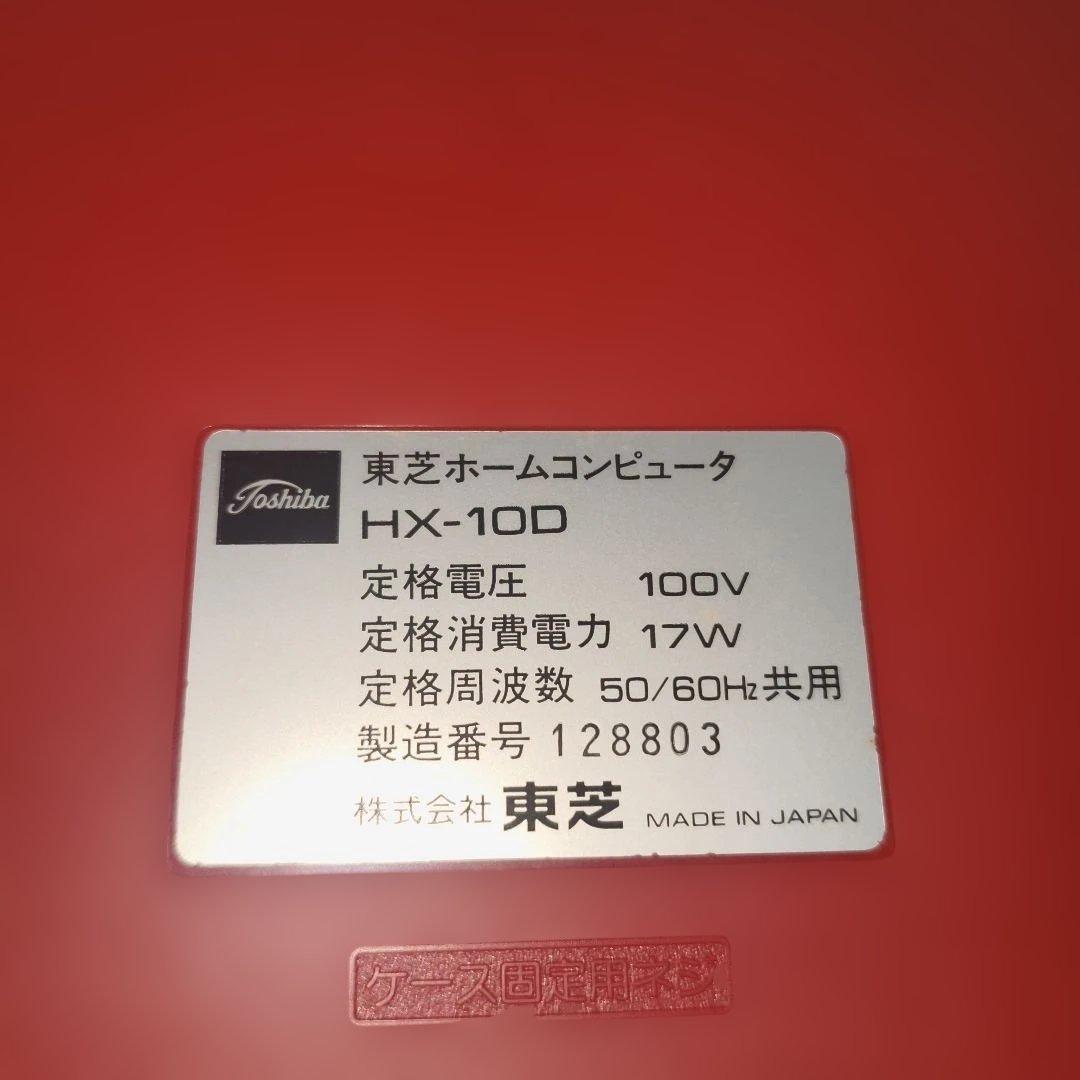 Toshiba
東芝ホームコンピュータ
HX-10D
定格電圧 100V
定格消費電力 17W
定格周波数 50/60Hz共用
製造番号 128803
株式会社 東芝 MADE IN JAPAN
ケース固定用ネジ